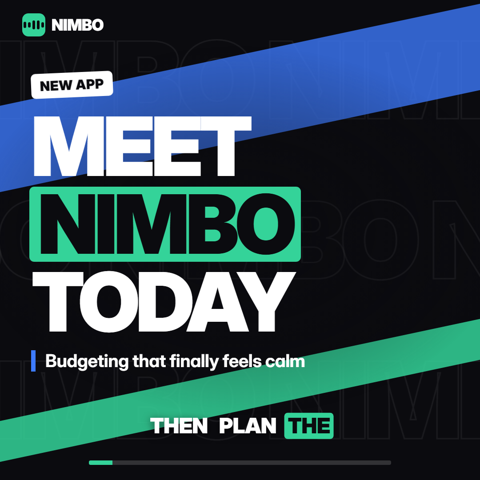 NIMBO
NEW APP
MEET
NIMBO
TODAY
Budgeting that finally feels calm
THEN PLAN THE